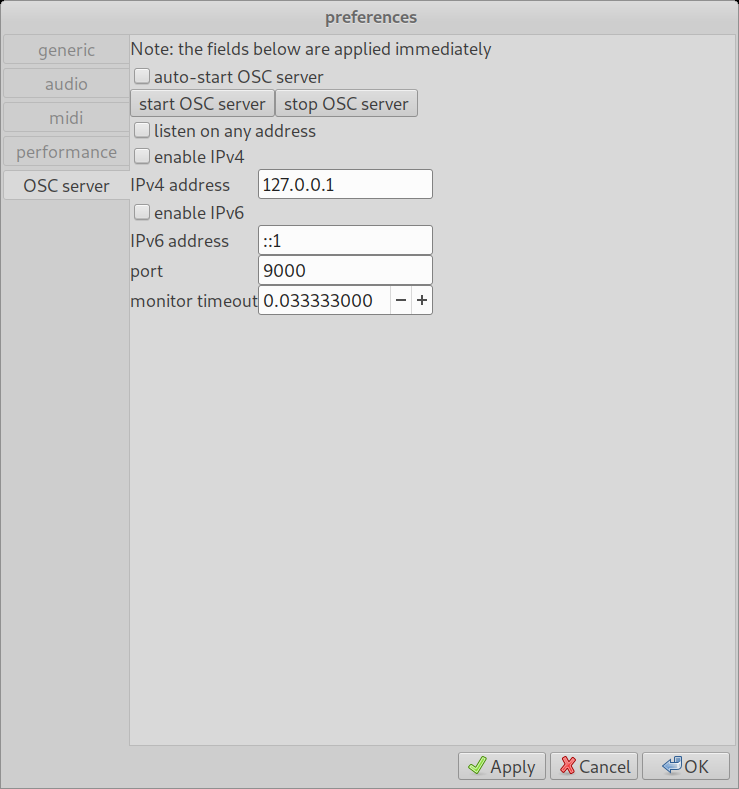 preferences
generic
audio
midi
performance
OSC server
Note: the fields below are applied immediately
auto-start OSC server
start OSC server stop OSC server
listen on any address
enable IPv4
IPv4 address 127.0.0.1
enable IPv6
IPv6 address ::1
port 9000
monitor timeout 0.033333000 − +
Apply Cancel OK